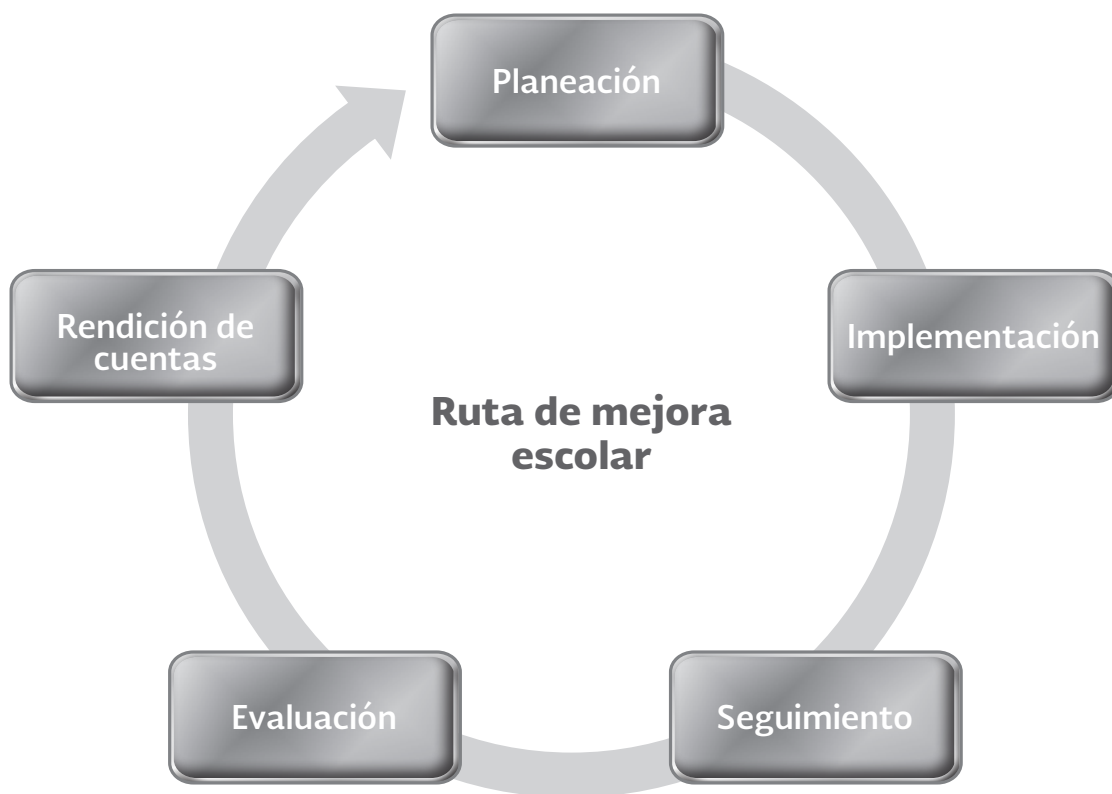 Planeación
Implementación
Seguimiento
Evaluación
Rendición de
cuentas
Ruta de mejora
escolar